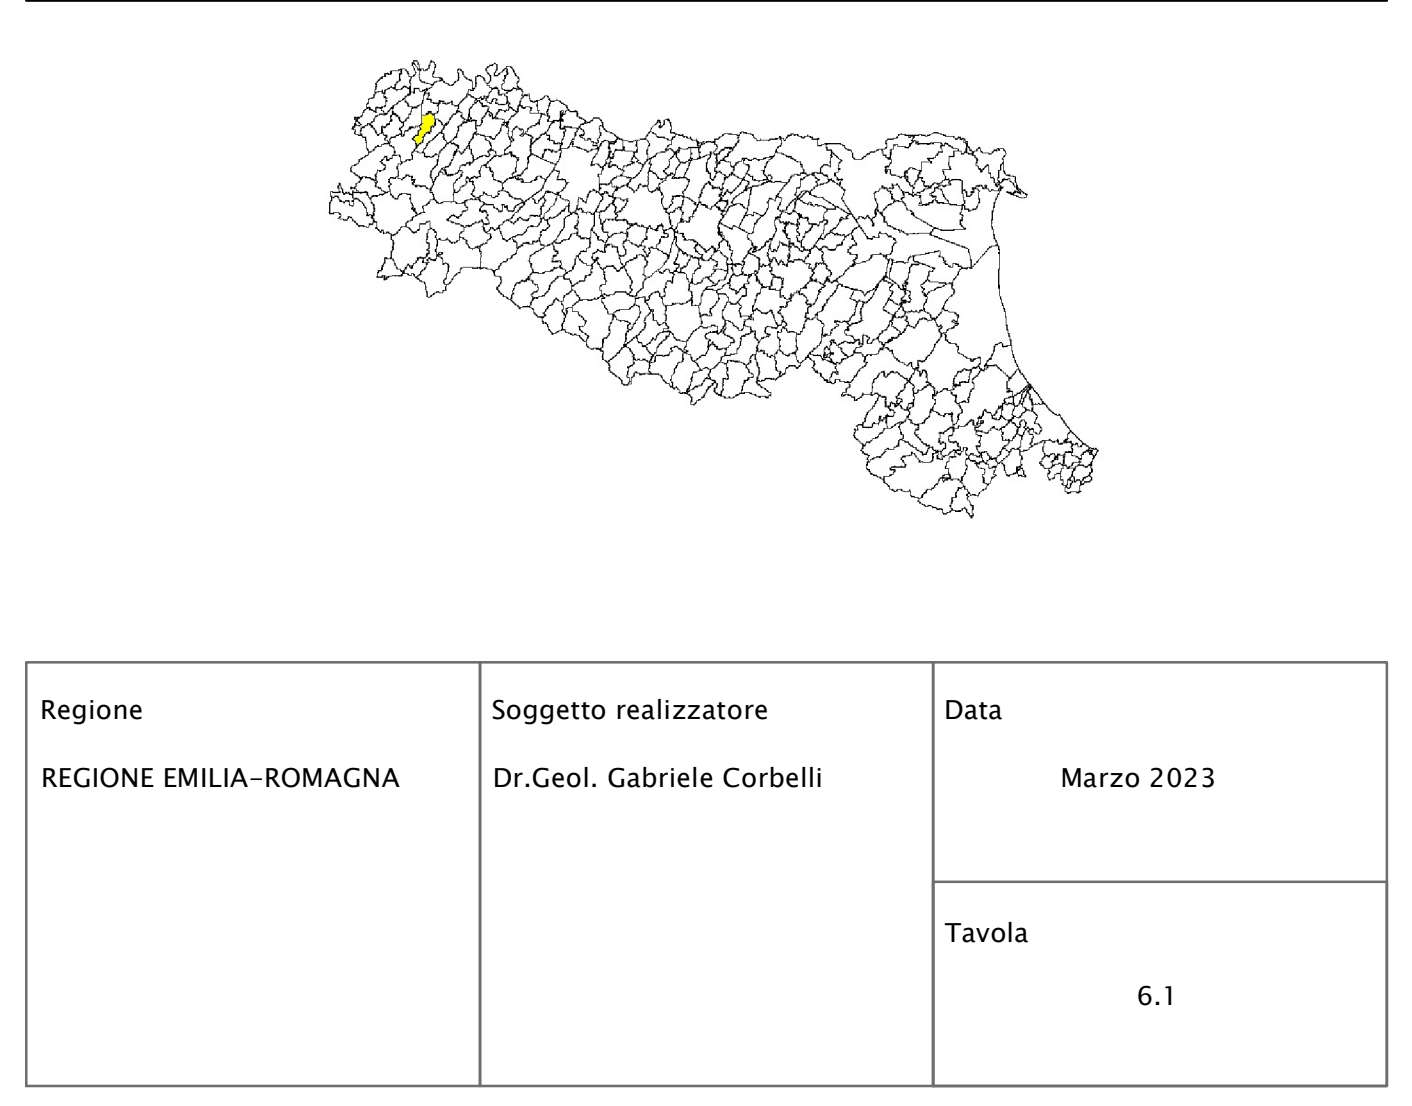 Regione
REGIONE EMILIA-ROMAGNA
Soggetto realizzatore
Dr.Geol. Gabriele Corbelli
Data
Marzo 2023
Tavola
6.1